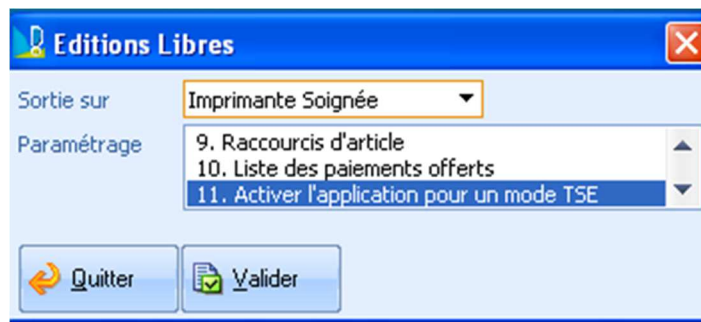 Editions Libres
Sortie sur Imprimante Soignée
Paramétrage 9. Raccourcis d'article
10. Liste des paiements offerts
11. Activer l'application pour un mode TSE
Quitter Valider